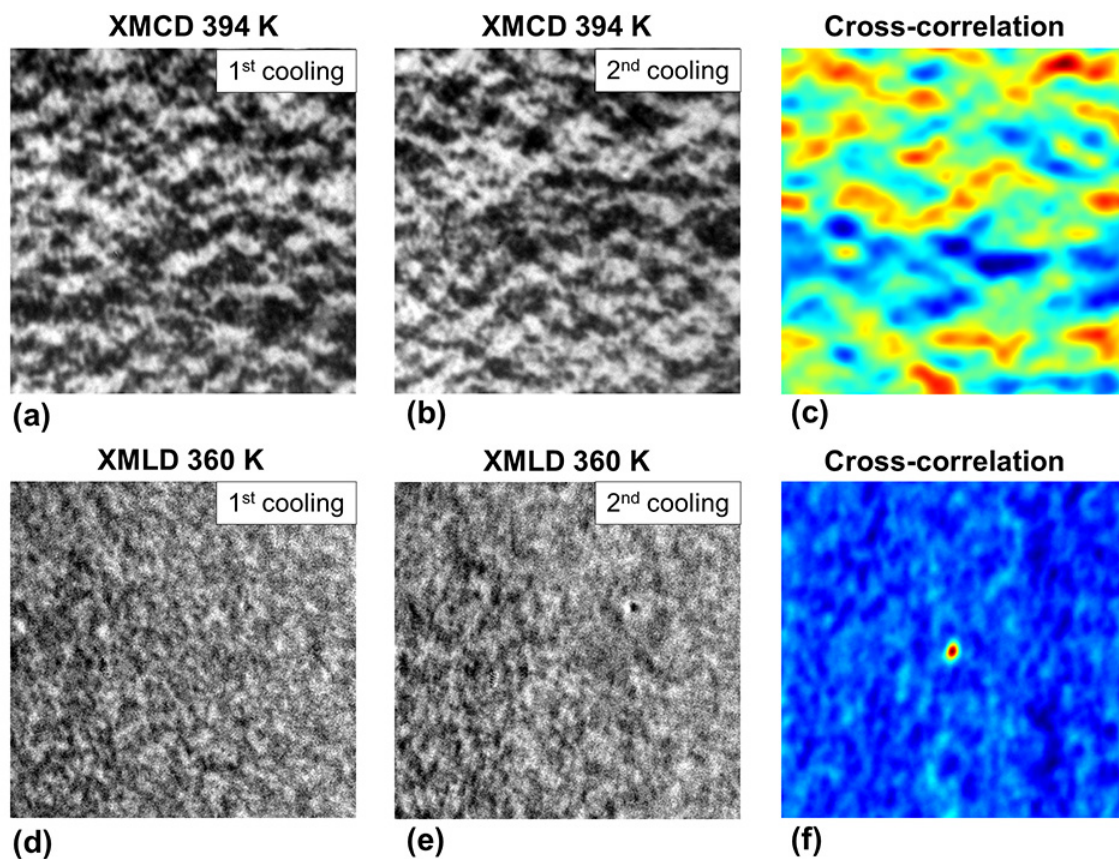 XMCD 394 K
XMCD 394 K
Cross-correlation
1st cooling
2nd cooling
(a)
(b)
(c)
XMLD 360 K
XMLD 360 K
Cross-correlation
1st cooling
2nd cooling
(d)
(e)
(f)